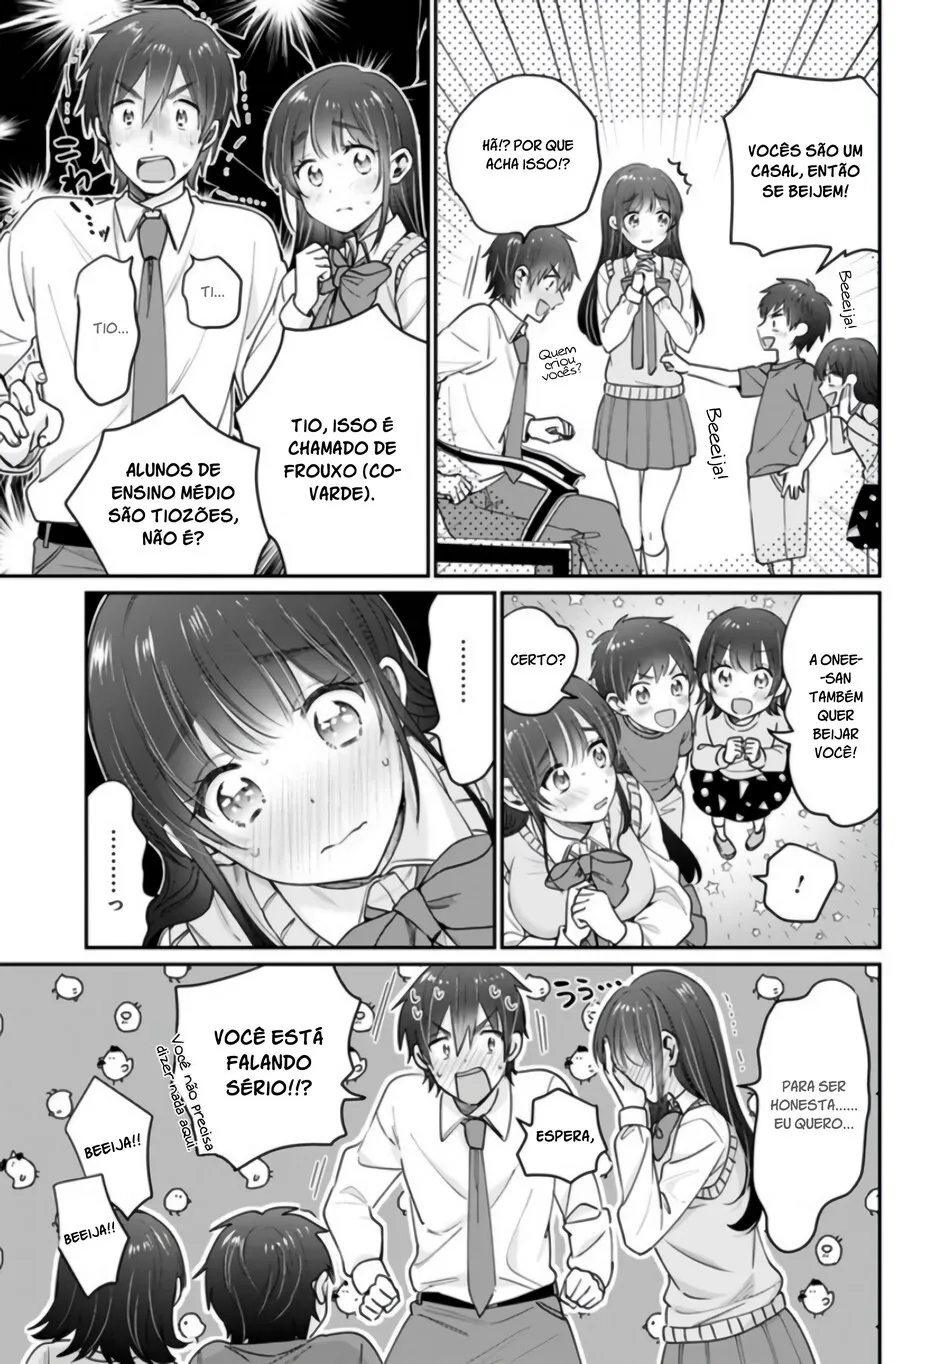 VOCÊS SÃO UM
CASAL, ENTÃO
SE BEIJEM!
HÃ!? POR QUE
ACHA ISSO!?
Beeeija!
Quem
criou
vocês?
Beeeija!
TI...
TIO...
TIO, ISSO É
CHAMADO DE
FROUXO (CO-
VARDE).
ALUNOS DE
ENSINO MÉDIO
SÃO TIOZÕES,
NÃO É?
A ONEE-
-SAN
TAMBÉM
QUER
BEIJAR
VOCÊ!
CERTO?
!
.........
.........っ
うぅ…
PARA SER
HONESTA......
EU QUERO...
ESPERA,
VOCÊ ESTÁ
FALANDO
SÉRIO!!?
Você não precisa
dizer nada aqui.
BEEIJA!!
BEEIJA!!